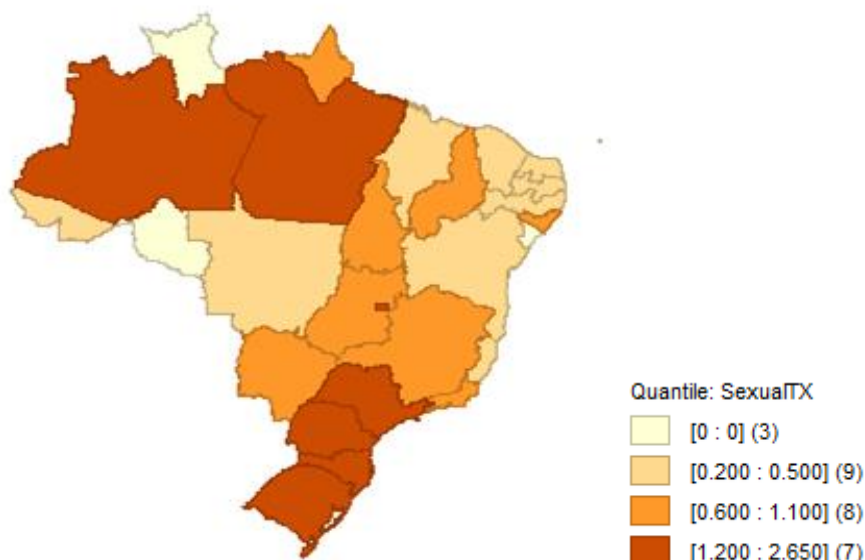 Quantile: SexualTX
[0 : 0] (3)
[0.200 : 0.500] (9)
[0.600 : 1.100] (8)
[1.200 : 2.650] (7)